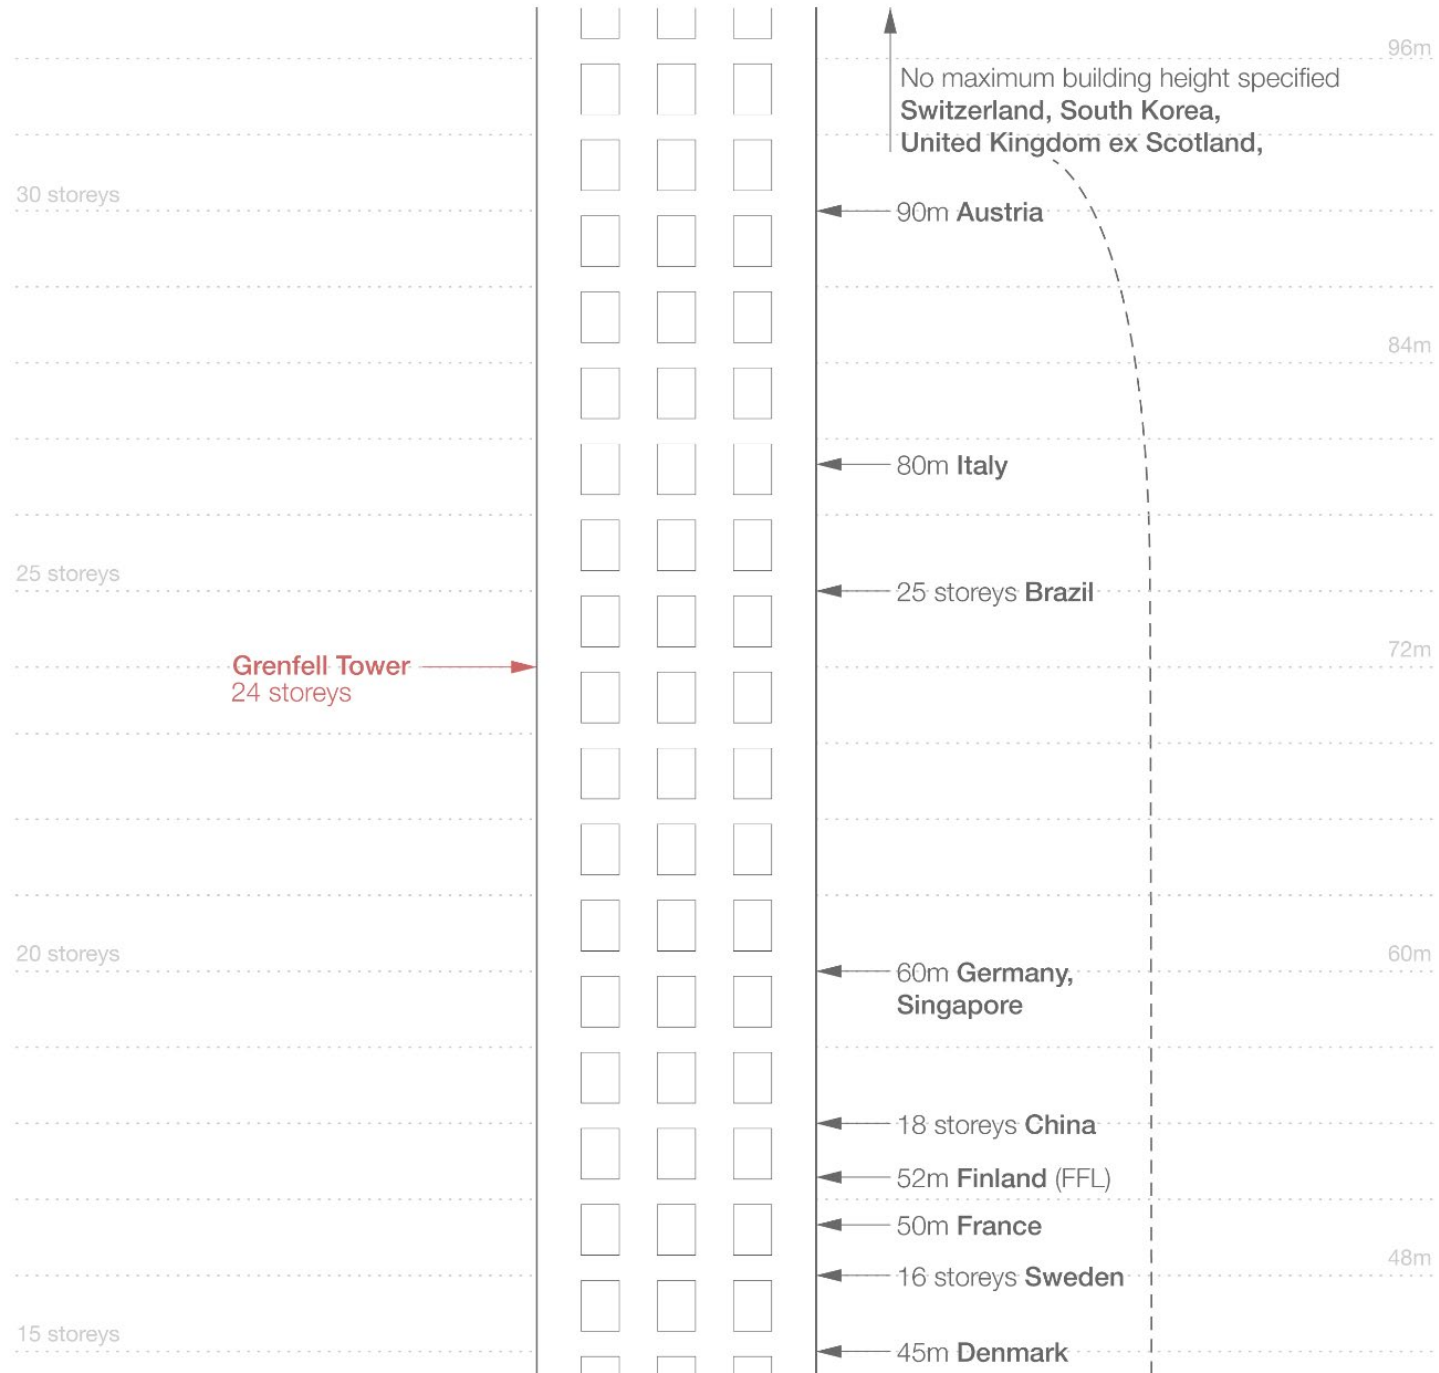 96m
No maximum building height specified
Switzerland, South Korea,
United Kingdom ex Scotland,
30 storeys
90m Austria
84m
80m Italy
25 storeys
25 storeys Brazil
72m
Grenfell Tower
24 storeys
20 storeys
60m
60m Germany,
Singapore
18 storeys China
52m Finland (FFL)
50m France
48m
16 storeys Sweden
15 storeys
45m Denmark